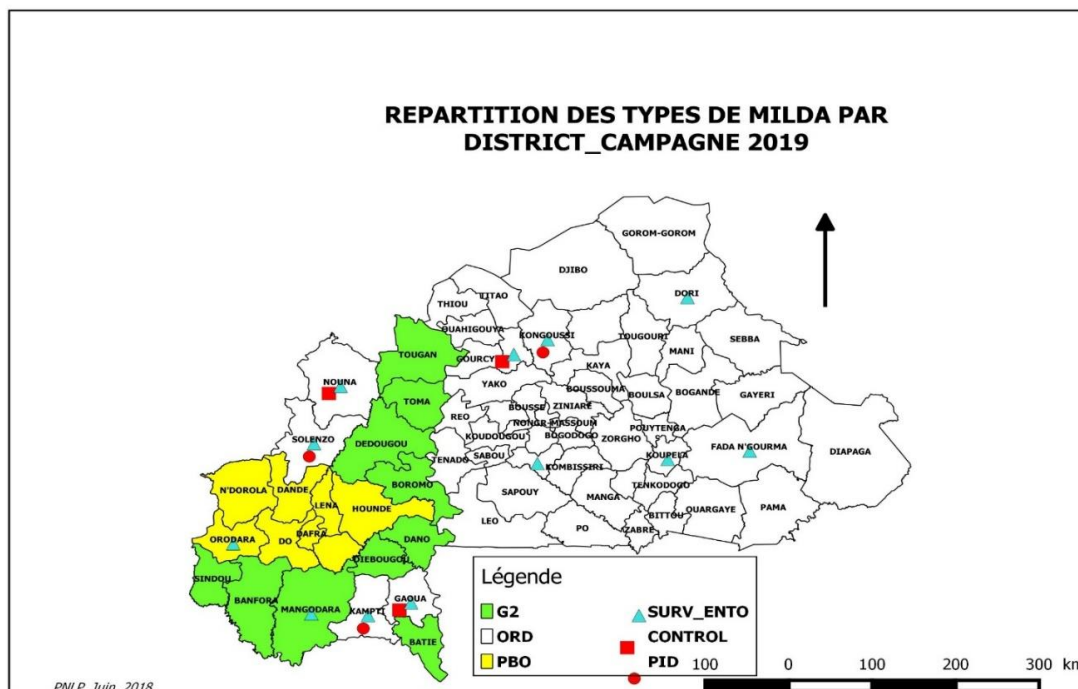 REPARTITION DES TYPES DE MILDA PAR
DISTRICT_CAMPAGNE 2019
GOROM-GOROM
DJIBO
DORI
TITAO
THIOU
OUAHIGOUYA
KONGOUSSI
TOUGOURI
SEBBA
TOUGAN
GOURCY
MANI
KAYA
NOUNA
YAKO
BOUSSOUMA
BOULSA
BOGANDE
GAYERI
TOMA
BOUSSE
ZINIARE
REO
NONGR-MASSOUM
POUYTENGA
SOLENZO
DEDOUGOU
KOUDOUGOU
BOGODOGO
ZORGHO
FADA N'GOURMA
DIAPAGA
TENADO
SABOU
KOUPELA
KOMBISSIRI
BOROMO
TENKODOGO
N'DOROLA
DANDE
LENA
HOUNDE
SAPOUY
MANGA
OUARGAYE
PAMA
BITTOU
LEO
PO
ZABRE
ORODARA
DO
DAFRA
DANO
DIEBOUGOU
SINDOU
BANFORA
MANGODARA
KAMPTI
GAOUA
BATIE
Légende
G2
ORD
PBO
SURV_ENTO
CONTROL
PID
100 0 100 200 300 km
PNLP, Juin, 2018